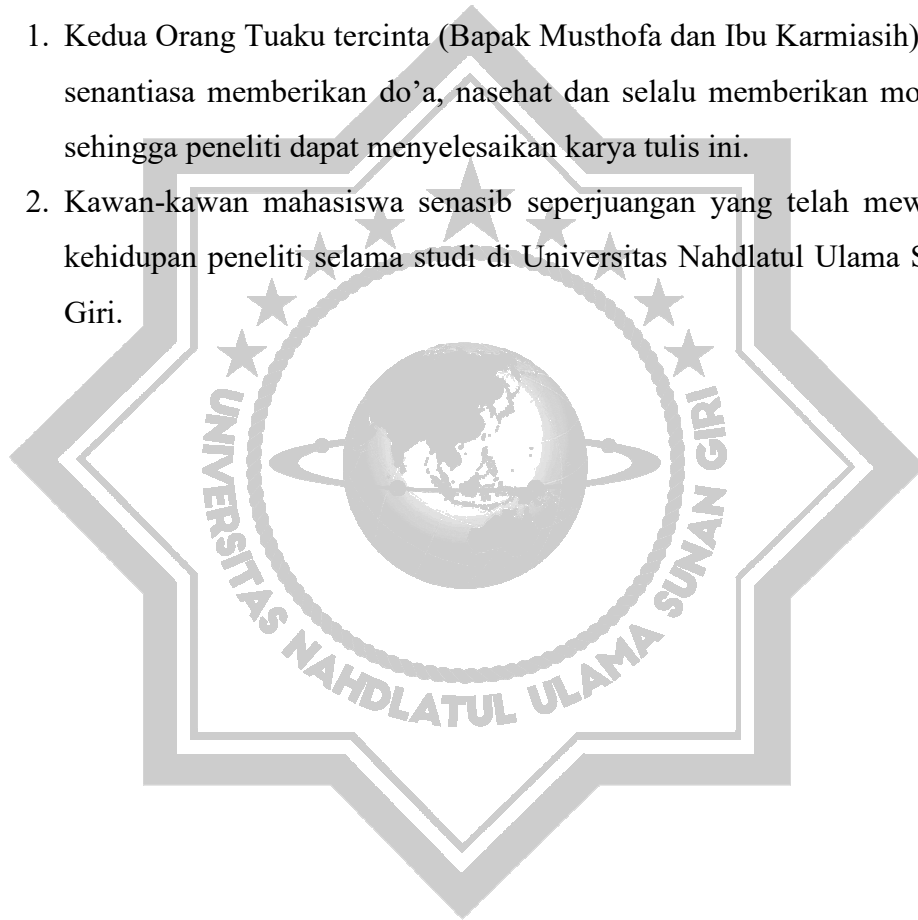 1. Kedua Orang Tuaku tercinta (Bapak Musthofa dan Ibu Karmiasih)
senantiasa memberikan do’a, nasehat dan selalu memberikan mo
sehingga peneliti dapat menyelesaikan karya tulis ini.
2. Kawan-kawan mahasiswa senasib seperjuangan yang telah mew
kehidupan peneliti selama studi di Universitas Nahdlatul Ulama S
Giri.
UNIVERSITAS NAHDLATUL ULAMA SUNAN GIRI